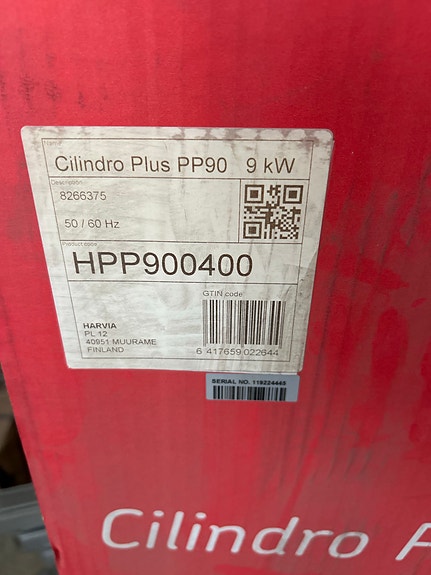 Cilindro Plus PP90 9 kW
Description
8266375
50 / 60 Hz
Product code
HPP900400
GTIN code
HARVIA
PL 12
40951 MUURAME
FINLAND
6 417659 022644
SERIAL NO. 119224445
Cilindro P